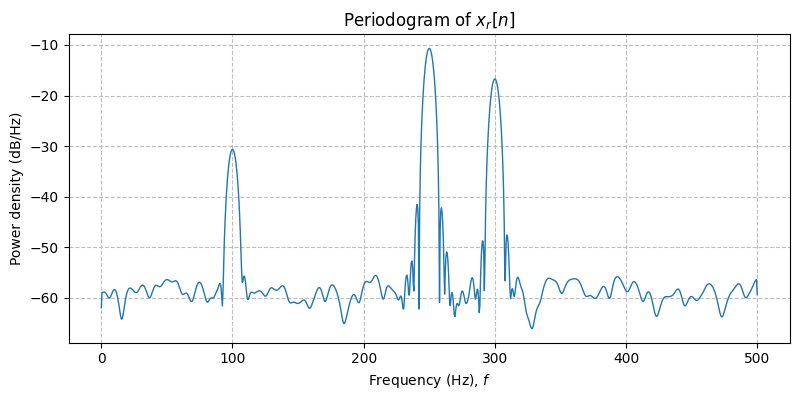 Periodogram of $x_r[n]$
Power density (dB/Hz)
−10
−20
−30
−40
−50
−60
0 100 200 300 400 500
Frequency (Hz), $f$